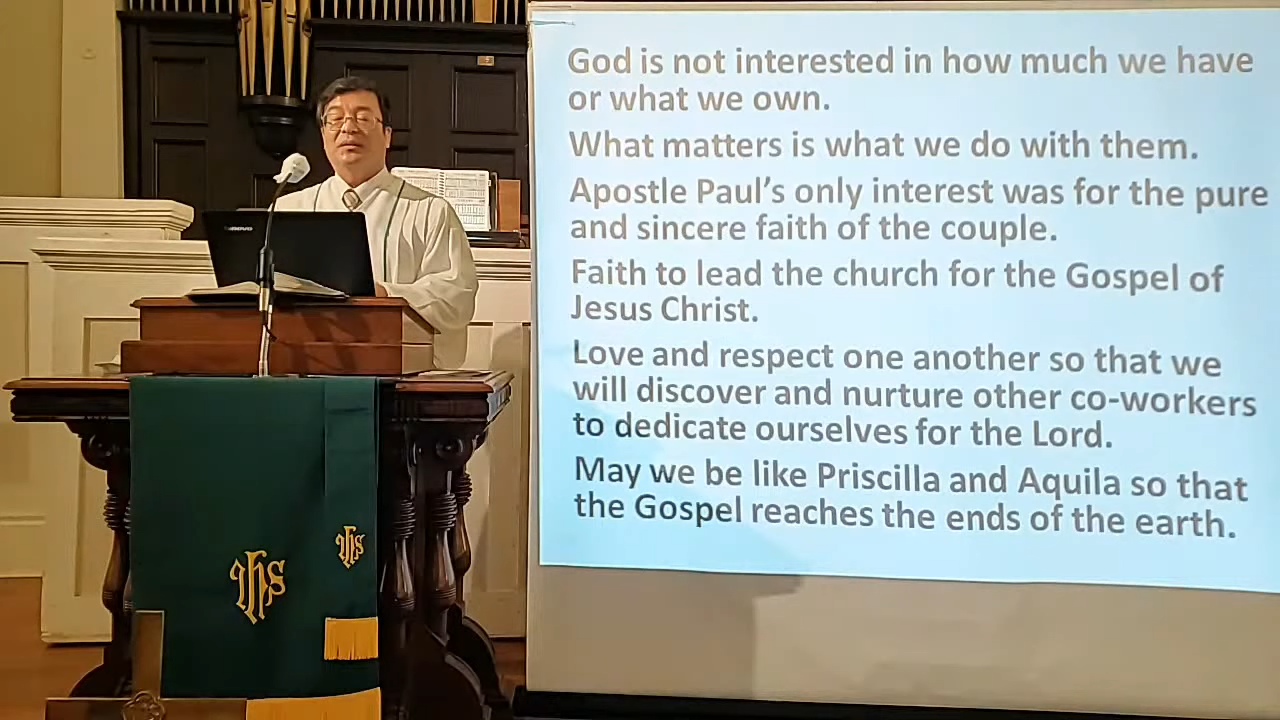 God is not interested in how much we have
or what we own.
What matters is what we do with them.
Apostle Paul's only interest was for the pure
and sincere faith of the couple.
Faith to lead the church for the Gospel of
Jesus Christ.
Love and respect one another so that we
will discover and nurture other co-workers
to dedicate ourselves for the Lord.
May we be like Priscilla and Aquila so that
the Gospel reaches the ends of the earth.
lenovo
ihs
ihs